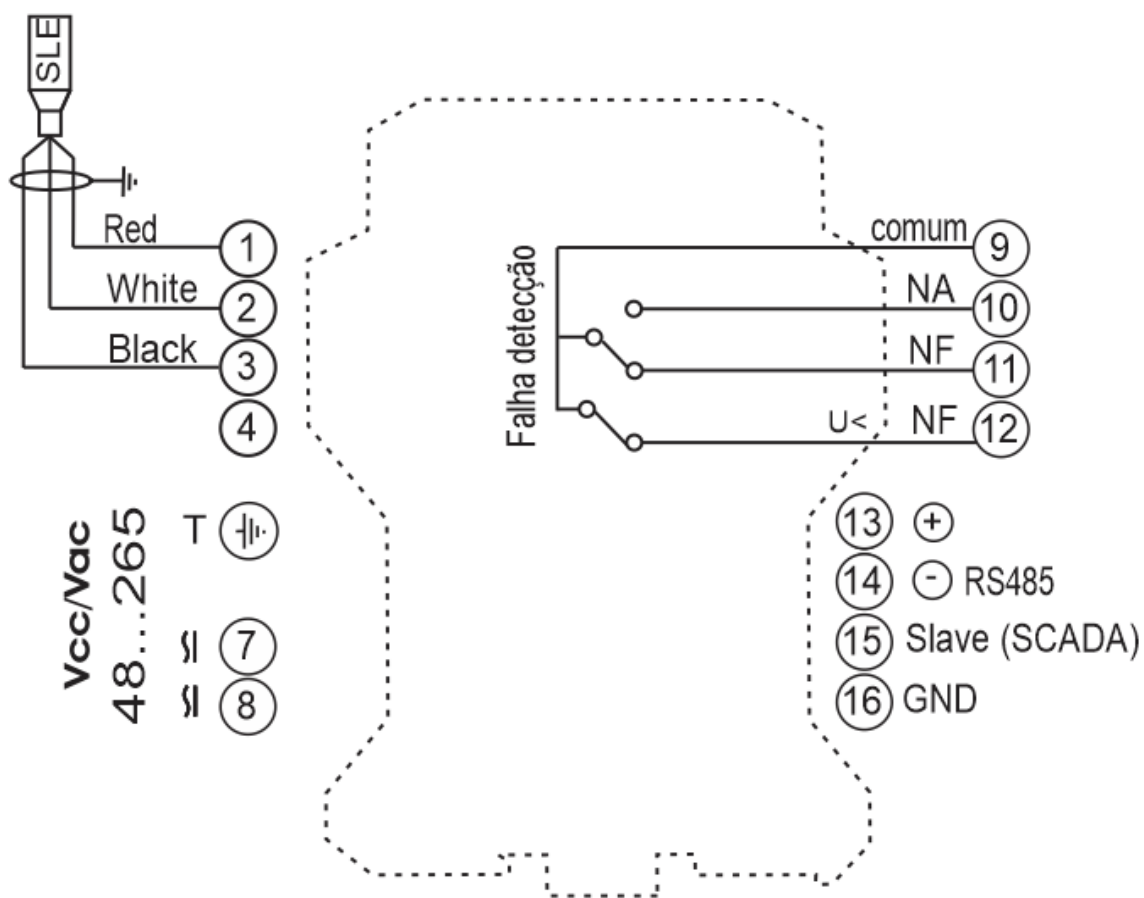 SLE
Red 1
White 2
Black 3
4
T
Vcc/Vac
48...265
7
8
Falha detecção
comum 9
NA 10
NF 11
U< NF 12
13 +
14 - RS485
15 Slave (SCADA)
16 GND